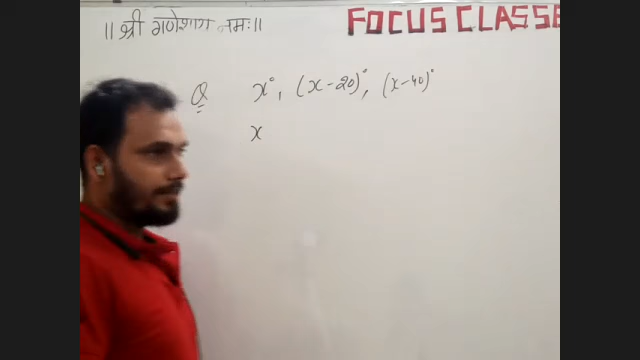 ॥ श्री गणेशाय नमः॥
FOCUS CLASSE
Q x°, (x-20)°, (x-40)°
x